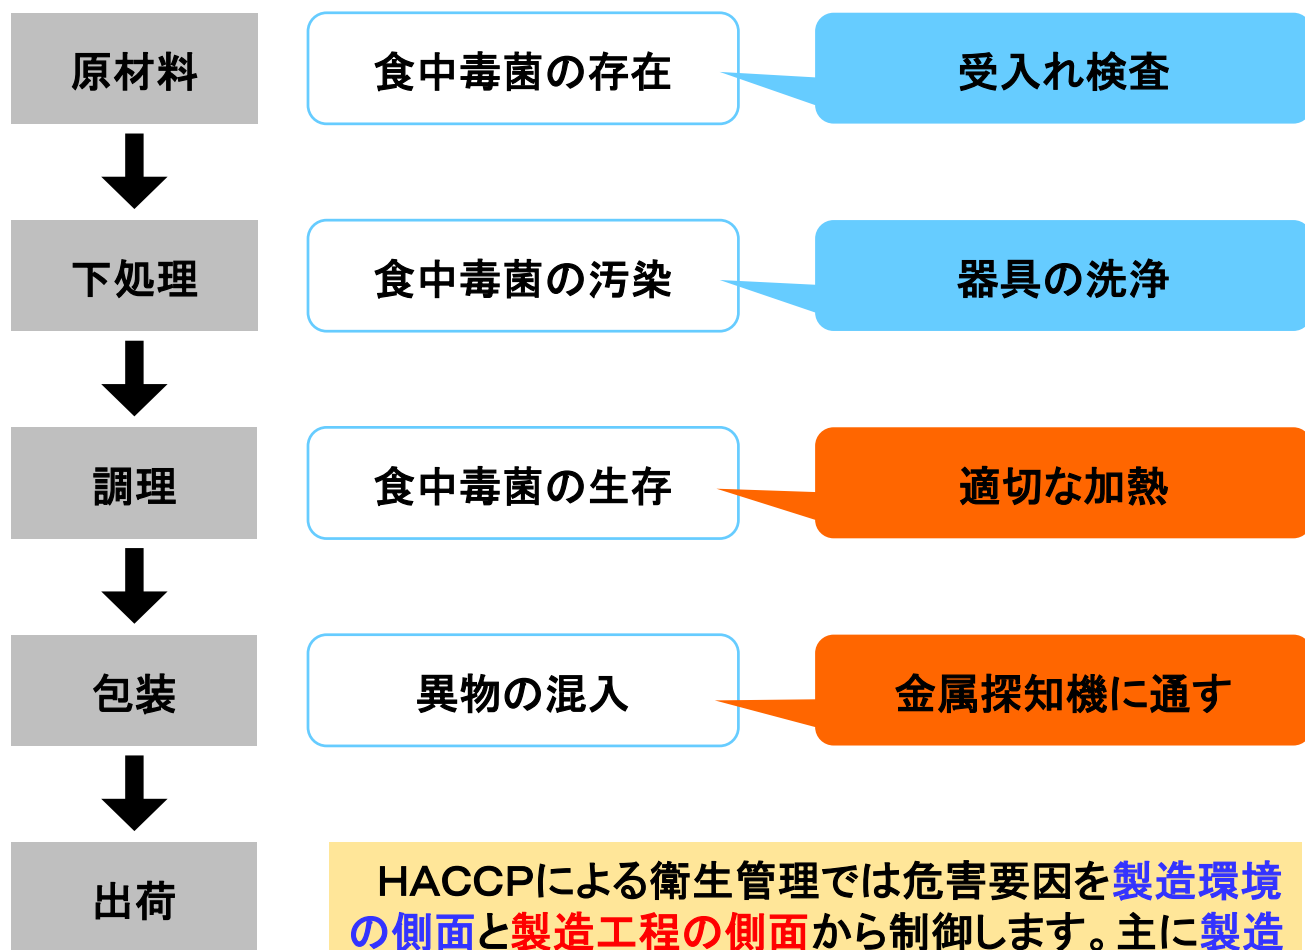 原材料
食中毒菌の存在
受入れ検査
下処理
食中毒菌の汚染
器具の洗浄
調理
食中毒菌の生存
適切な加熱
包装
異物の混入
金属探知機に通す
出荷
HACCPによる衛生管理では危害要因を製造環境
の側面と製造工程の側面から制御します。主に製造